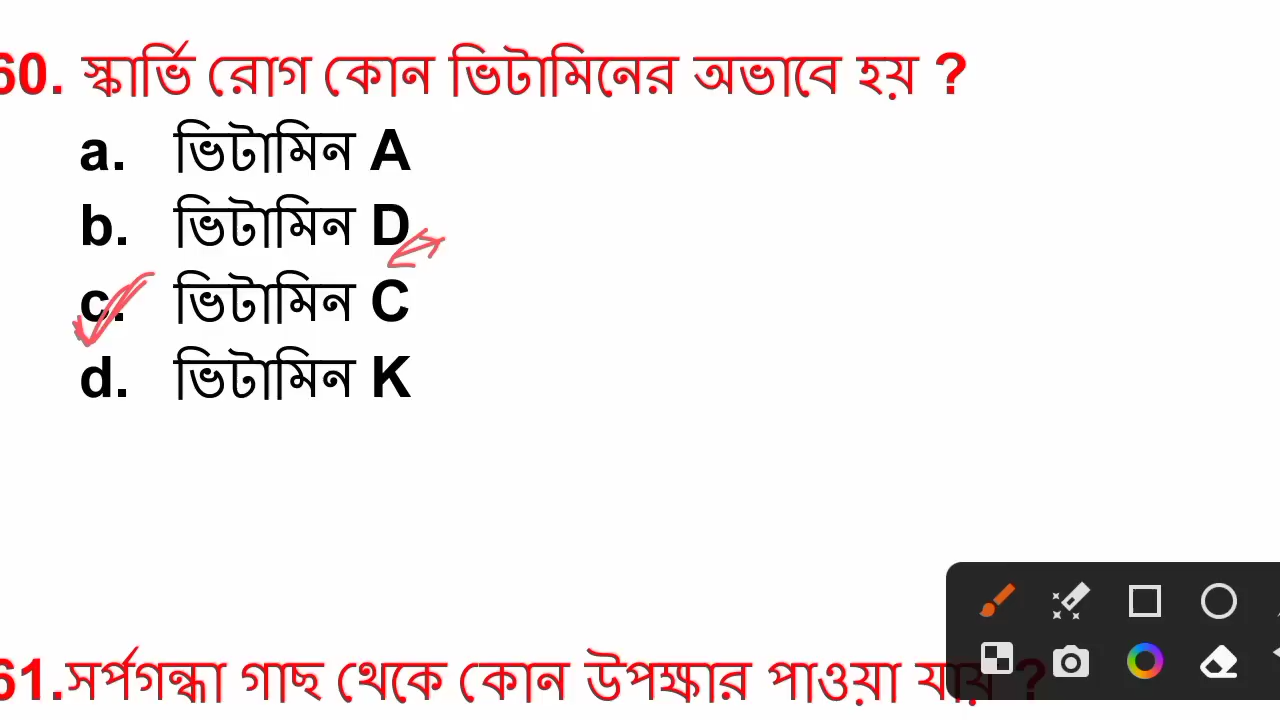 60. স্কার্ভি রোগ কোন ভিটামিনের অভাবে হয় ?
a. ভিটামিন A
b. ভিটামিন D
c. ভিটামিন C
d. ভিটামিন K
61.সর্পগন্ধা গাছ থেকে কোন উপক্ষার পাওয়া যায় ?